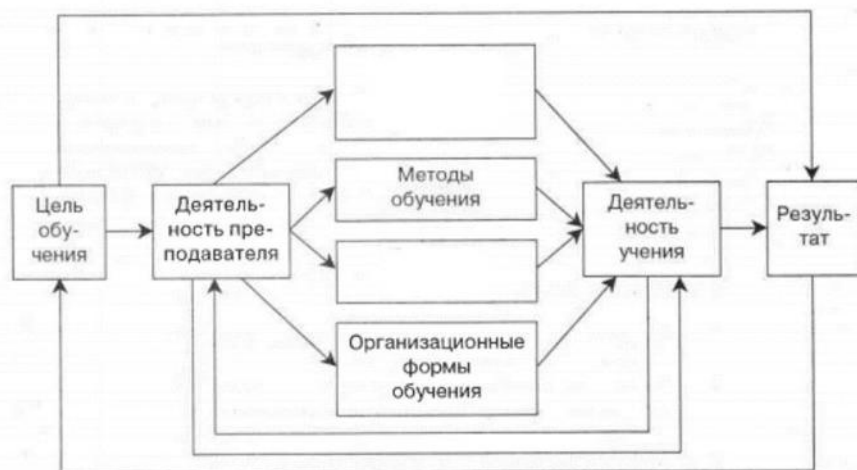 Цель
обу-
чения
Деятель-
ность пре-
подавателя
Методы
обучения
Организационные
формы
обучения
Деятель-
ность
учения
Резуль-
тат